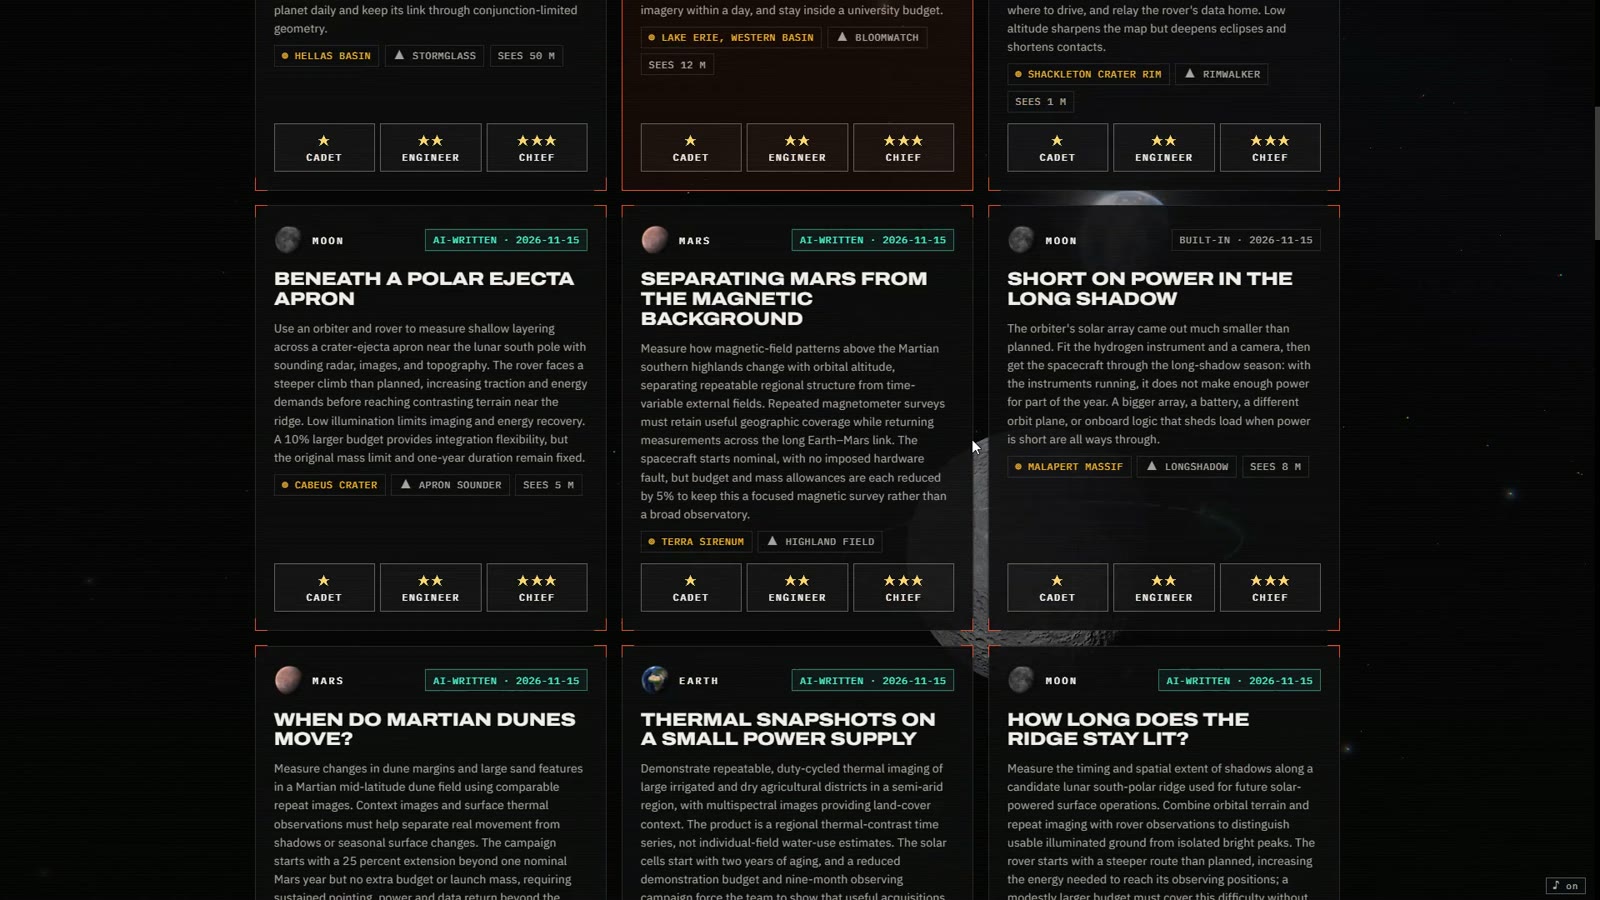 planet daily and keep its link through conjunction-limited
geometry.
HELLAS BASIN
STORMGLASS
SEES 50 M
★
CADET
★★
ENGINEER
★★★
CHIEF
imagery within a day, and stay inside a university budget.
LAKE ERIE, WESTERN BASIN
BLOOMWATCH
SEES 12 M
★
CADET
★★
ENGINEER
★★★
CHIEF
where to drive, and relay the rover's data home. Low
altitude sharpens the map but deepens eclipses and
shortens contacts.
SHACKLETON CRATER RIM
RIMWALKER
SEES 1 M
★
CADET
★★
ENGINEER
★★★
CHIEF
MOON
AI-WRITTEN · 2026-11-15
BENEATH A POLAR EJECTA
APRON
Use an orbiter and rover to measure shallow layering
across a crater-ejecta apron near the lunar south pole with
sounding radar, images, and topography. The rover faces a
steeper climb than planned, increasing traction and energy
demands before reaching contrasting terrain near the
ridge. Low illumination limits imaging and energy recovery.
A 10% larger budget provides integration flexibility, but
the original mass limit and one-year duration remain fixed.
CABEUS CRATER
APRON SOUNDER
SEES 5 M
★
CADET
★★
ENGINEER
★★★
CHIEF
MARS
AI-WRITTEN · 2026-11-15
SEPARATING MARS FROM
THE MAGNETIC
BACKGROUND
Measure how magnetic-field patterns above the Martian
southern highlands change with orbital altitude,
separating repeatable regional structure from time-
variable external fields. Repeated magnetometer surveys
must retain useful geographic coverage while returning
measurements across the long Earth–Mars link. The
spacecraft starts nominal, with no imposed hardware
fault, but budget and mass allowances are each reduced
by 5% to keep this a focused magnetic survey rather than
a broad observatory.
TERRA SIRENUM
HIGHLAND FIELD
★
CADET
★★
ENGINEER
★★★
CHIEF
MOON
BUILT-IN · 2026-11-15
SHORT ON POWER IN THE
LONG SHADOW
The orbiter's solar array came out much smaller than
planned. Fit the hydrogen instrument and a camera, then
get the spacecraft through the long-shadow season: with
the instruments running, it does not make enough power
for part of the year. A bigger array, a battery, a different
orbit plane, or onboard logic that sheds load when power
is short are all ways through.
MALAPERT MASSIF
LONGSHADOW
SEES 8 M
★
CADET
★★
ENGINEER
★★★
CHIEF
MARS
AI-WRITTEN · 2026-11-15
WHEN DO MARTIAN DUNES
MOVE?
Measure changes in dune margins and large sand features
in a Martian mid-latitude dune field using comparable
repeat images. Context images and surface thermal
observations must help separate real movement from
shadows or seasonal surface changes. The campaign
starts with a 25 percent extension beyond one nominal
Mars year but no extra budget or launch mass, requiring
sustained pointing, power and data return beyond the
EARTH
AI-WRITTEN · 2026-11-15
THERMAL SNAPSHOTS ON
A SMALL POWER SUPPLY
Demonstrate repeatable, duty-cycled thermal imaging of
large irrigated and dry agricultural districts in a semi-arid
region, with multispectral images providing land-cover
context. The product is a regional thermal-contrast time
series, not individual-field water-use estimates. The solar
cells start with two years of aging, and a reduced
demonstration budget and nine-month observing
campaign force the team to show that useful acquisitions
MOON
AI-WRITTEN · 2026-11-15
HOW LONG DOES THE
RIDGE STAY LIT?
Measure the timing and spatial extent of shadows along a
candidate lunar south-polar ridge used for future solar-
powered surface operations. Combine orbital terrain and
repeat imaging with rover observations to distinguish
usable illuminated ground from isolated bright peaks. The
rover starts with a steeper route than planned, increasing
the energy needed to reach its observing positions; a
modestly larger budget must cover this difficulty without
♪ on